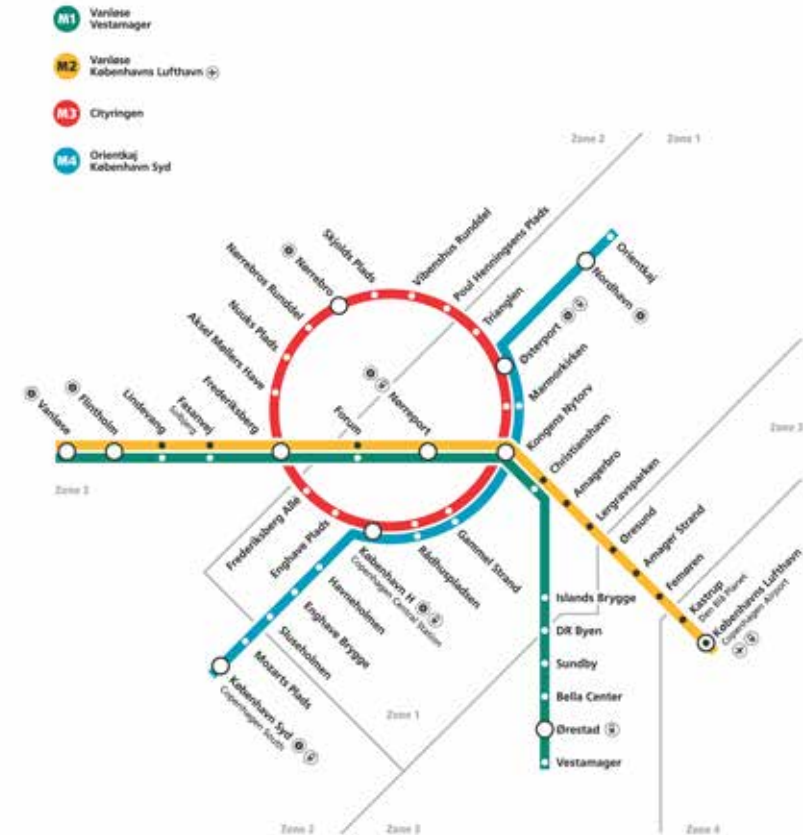 M1
Vanløse
Vestamager
M2
Vanløse
Københavns Lufthavn
M3
Cityringen
M4
Orientkaj
København Syd
Zone 2
Zone 1
Skjolds Plads
Vibenshus Runddel
Poul Henningsens Plads
Trianglen
Nørrebro
Nørrebros Runddel
Nuuks Plads
Aksel Møllers Have
Frederiksberg
Orientkaj
Nordhavn
Østerport
Marmorkirken
Vanløse
Flintholm
Lindevang
Fasanvej
Solbjerg
Forum
Nørreport
Kongens Nytorv
Christianshavn
Amagerbro
Lergravsparken
Øresund
Amager Strand
Femøren
Kastrup
Den Blå Planet
Københavns Lufthavn
Copenhagen Airport
Zone 3
Zone 2
Frederiksberg Alle
Enghave Plads
København H
Copenhagen Central Station
Rådhuspladsen
Gammel Strand
Havneholmen
Enghave Brygge
Sluseholmen
Mozarts Plads
København Syd
Copenhagen South
Islands Brygge
DR Byen
Sundby
Bella Center
Ørestad
Vestamager
Zone 1
Zone 2
Zone 3
Zone 4